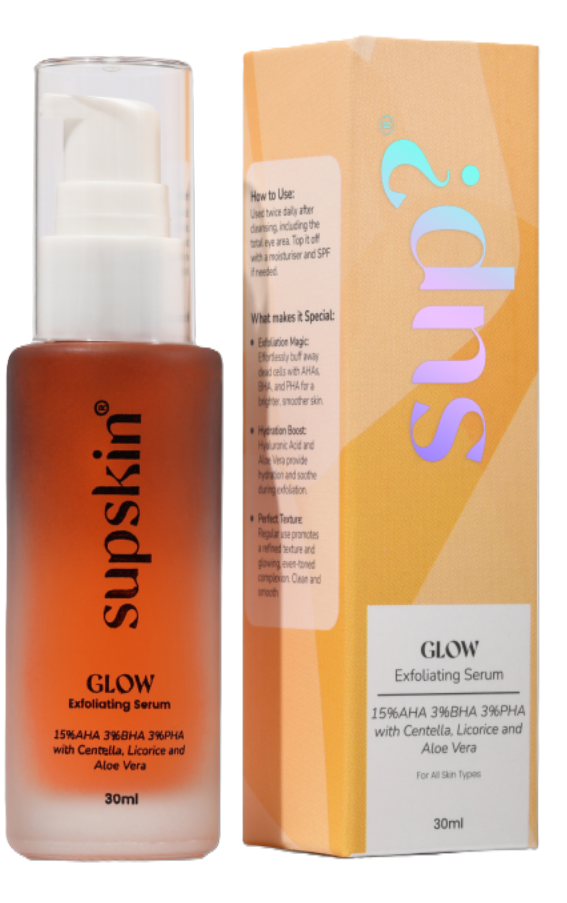 supskin®
GLOW
Exfoliating Serum
15%AHA 3%BHA 3%PHA
with Centella, Licorice and
Aloe Vera
30ml
How to Use:
Used twice daily after
cleansing, including the
total eye area. Top it off
with a moisturiser and SPF
if needed.
What makes it Special:
• Exfoliation Magic:
Effortlessly buff away
dead cells with AHAs,
BHA, and PHA for a
brighter, smoother skin.
• Hydration Boost:
Hyaluronic Acid and
Aloe Vera provide
hydration and soothe
during exfoliation.
• Perfect Texture:
Regular use promotes
a refined texture and
glowing, even-toned
complexion. Clean and
smooth
sup?®
GLOW
Exfoliating Serum
15%AHA 3%BHA 3%PHA
with Centella, Licorice and
Aloe Vera
For All Skin Types
30ml